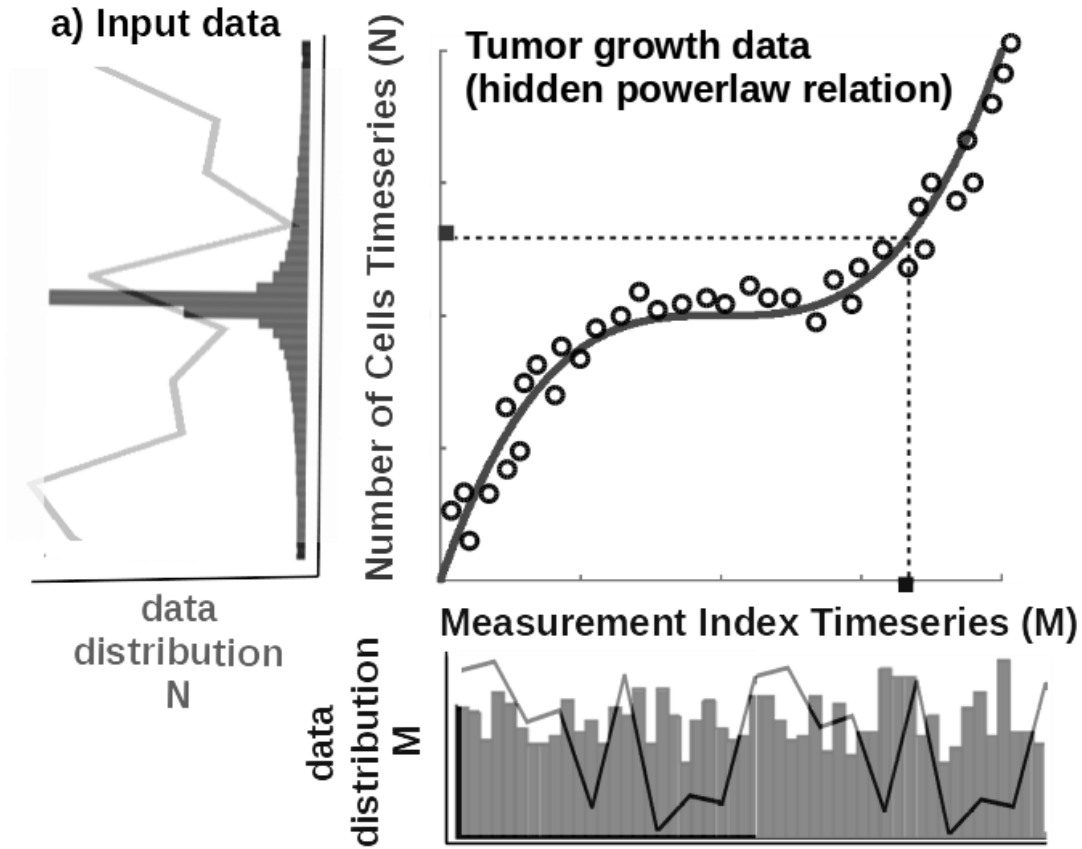 a) Input data
Tumor growth data
(hidden powerlaw relation)
Number of Cells Timeseries (N)
data
distribution
N
Measurement Index Timeseries (M)
data
distribution
M